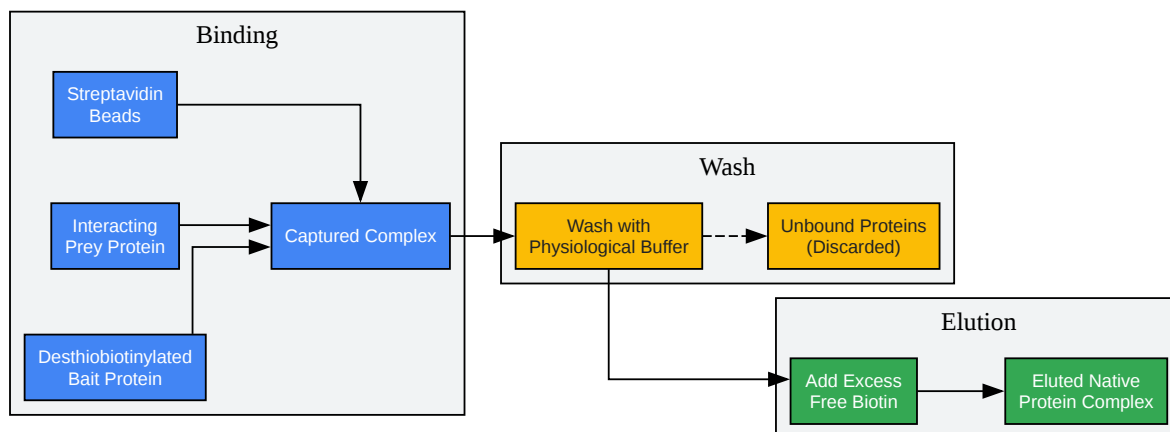 Binding
Streptavidin
Beads
Interacting
Prey Protein
Captured Complex
Desthiobiotinylated
Bait Protein
Wash
Wash with
Physiological Buffer
Unbound Proteins
(Discarded)
Elution
Add Excess
Free Biotin
Eluted Native
Protein Complex